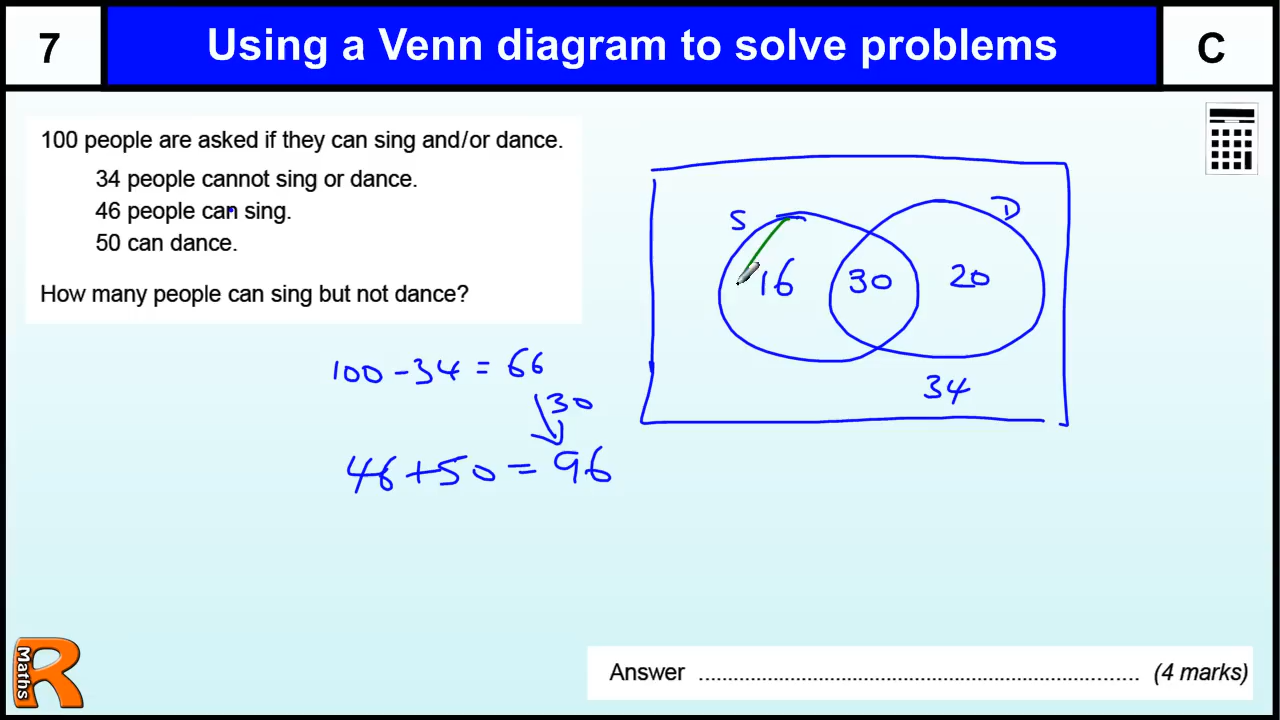 7
Using a Venn diagram to solve problems
C
100 people are asked if they can sing and/or dance.
34 people cannot sing or dance.
46 people can sing.
50 can dance.
How many people can sing but not dance?
S
D
16
30
20
34
100 - 34 = 66
30
46 + 50 = 96
R Maths
Answer .......................................................................... (4 marks)